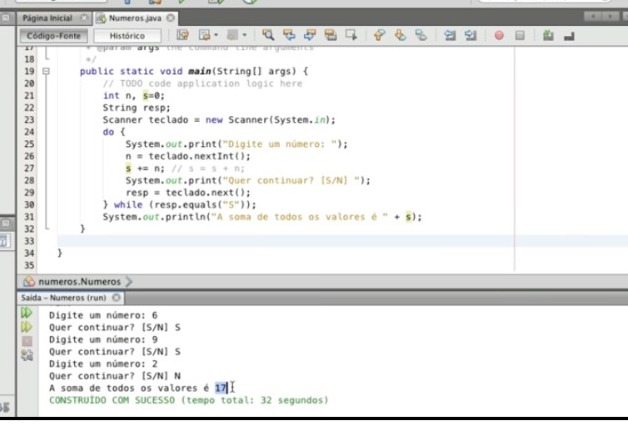 Página Inicial
Numeros.java
Código-Fonte
Histórico
17 * @param args the command line arguments
18 */
19 public static void main(String[] args) {
20 // TODO code application logic here
21 int n, s=0;
22 String resp;
23 Scanner teclado = new Scanner(System.in);
24 do {
25 System.out.print("Digite um número: ");
26 n = teclado.nextInt();
27 s += n; // s = s + n;
28 System.out.print("Quer continuar? [S/N] ");
29 resp = teclado.next();
30 } while (resp.equals("S"));
31 System.out.println("A soma de todos os valores é " + s);
32 }
33
34 }
35
numeros.Numeros
Saída - Numeros (run)
Digite um número: 6
Quer continuar? [S/N] S
Digite um número: 9
Quer continuar? [S/N] S
Digite um número: 2
Quer continuar? [S/N] N
A soma de todos os valores é 17
CONSTRUÍDO COM SUCESSO (tempo total: 32 segundos)